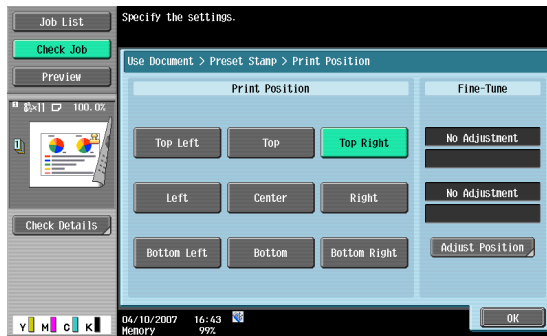 Job List
Specify the settings.
Check Job
Preview
Use Document > Preset Stamp > Print Position
Print Position
Fine-Tune
100.0%
Top Left
Top
Top Right
No Adjustment
Left
Center
Right
No Adjustment
Check Details
Bottom Left
Bottom
Bottom Right
Adjust Position
Y M C K
04/10/2007 16:43
Memory 99%
OK